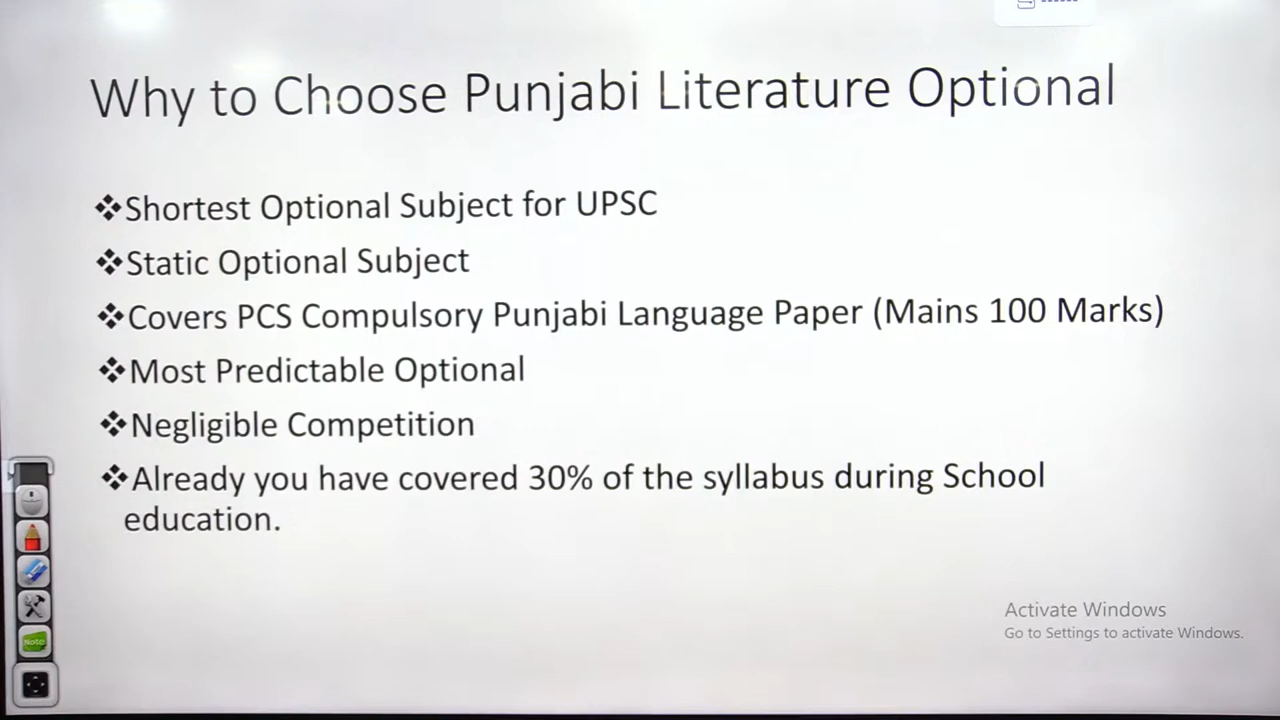 Why to Choose Punjabi Literature Optional
❖Shortest Optional Subject for UPSC
❖Static Optional Subject
❖Covers PCS Compulsory Punjabi Language Paper (Mains 100 Marks)
❖Most Predictable Optional
❖Negligible Competition
❖Already you have covered 30% of the syllabus during School
education.
Note
Activate Windows
Go to Settings to activate Windows.